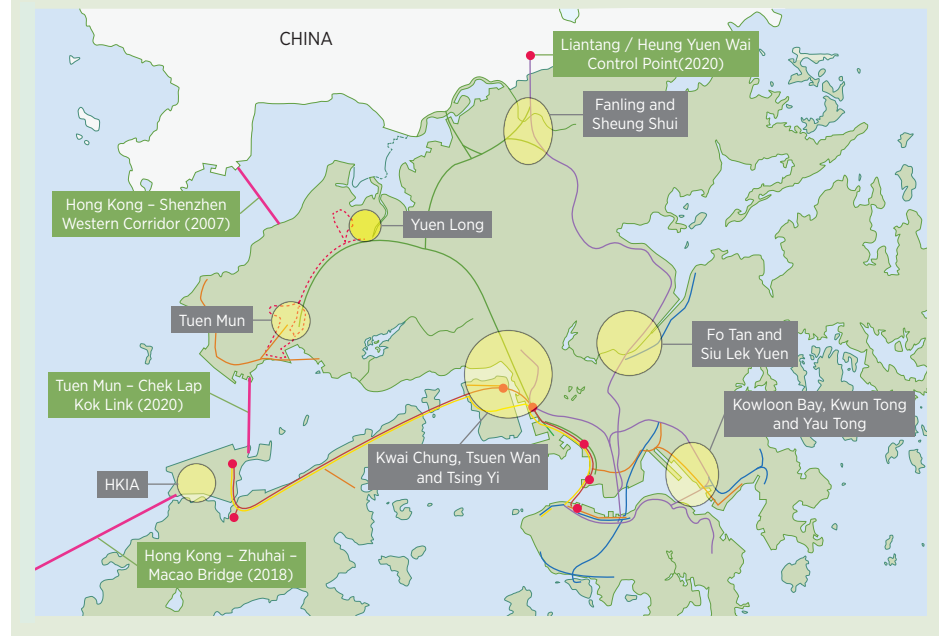 CHINA
Liantang / Heung Yuen Wai
Control Point(2020)
Fanling and
Sheung Shui
Hong Kong – Shenzhen
Western Corridor (2007)
Yuen Long
Tuen Mun
Fo Tan and
Siu Lek Yuen
Tuen Mun – Chek Lap
Kok Link (2020)
Kowloon Bay, Kwun Tong
and Yau Tong
Kwai Chung, Tsuen Wan
and Tsing Yi
HKIA
Hong Kong – Zhuhai –
Macao Bridge (2018)